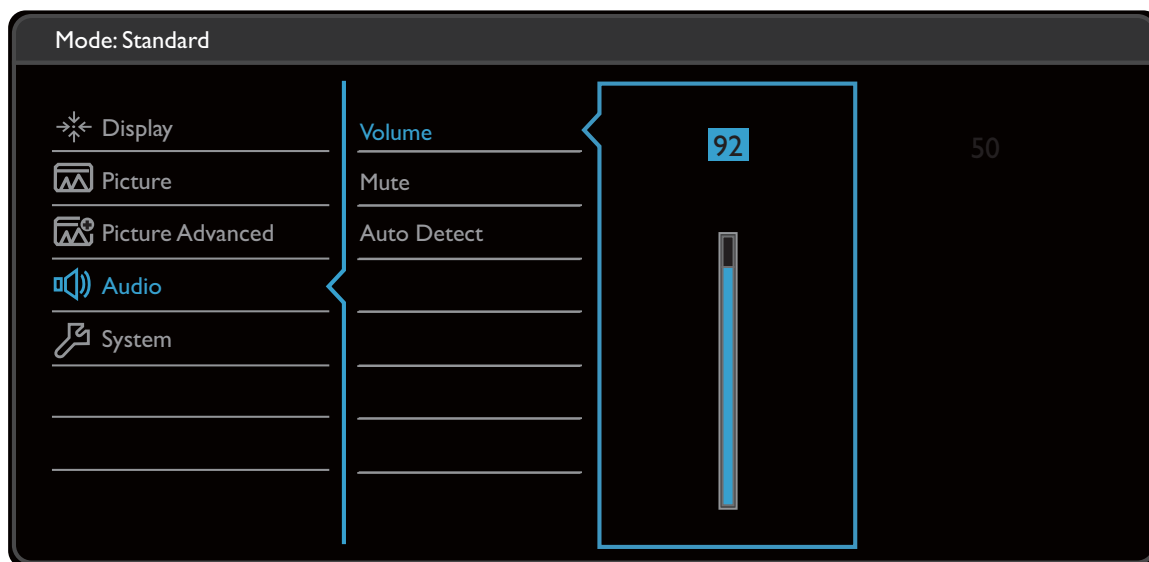 Mode: Standard
Display
Picture
Picture Advanced
Audio
System
Volume
Mute
Auto Detect
92
50